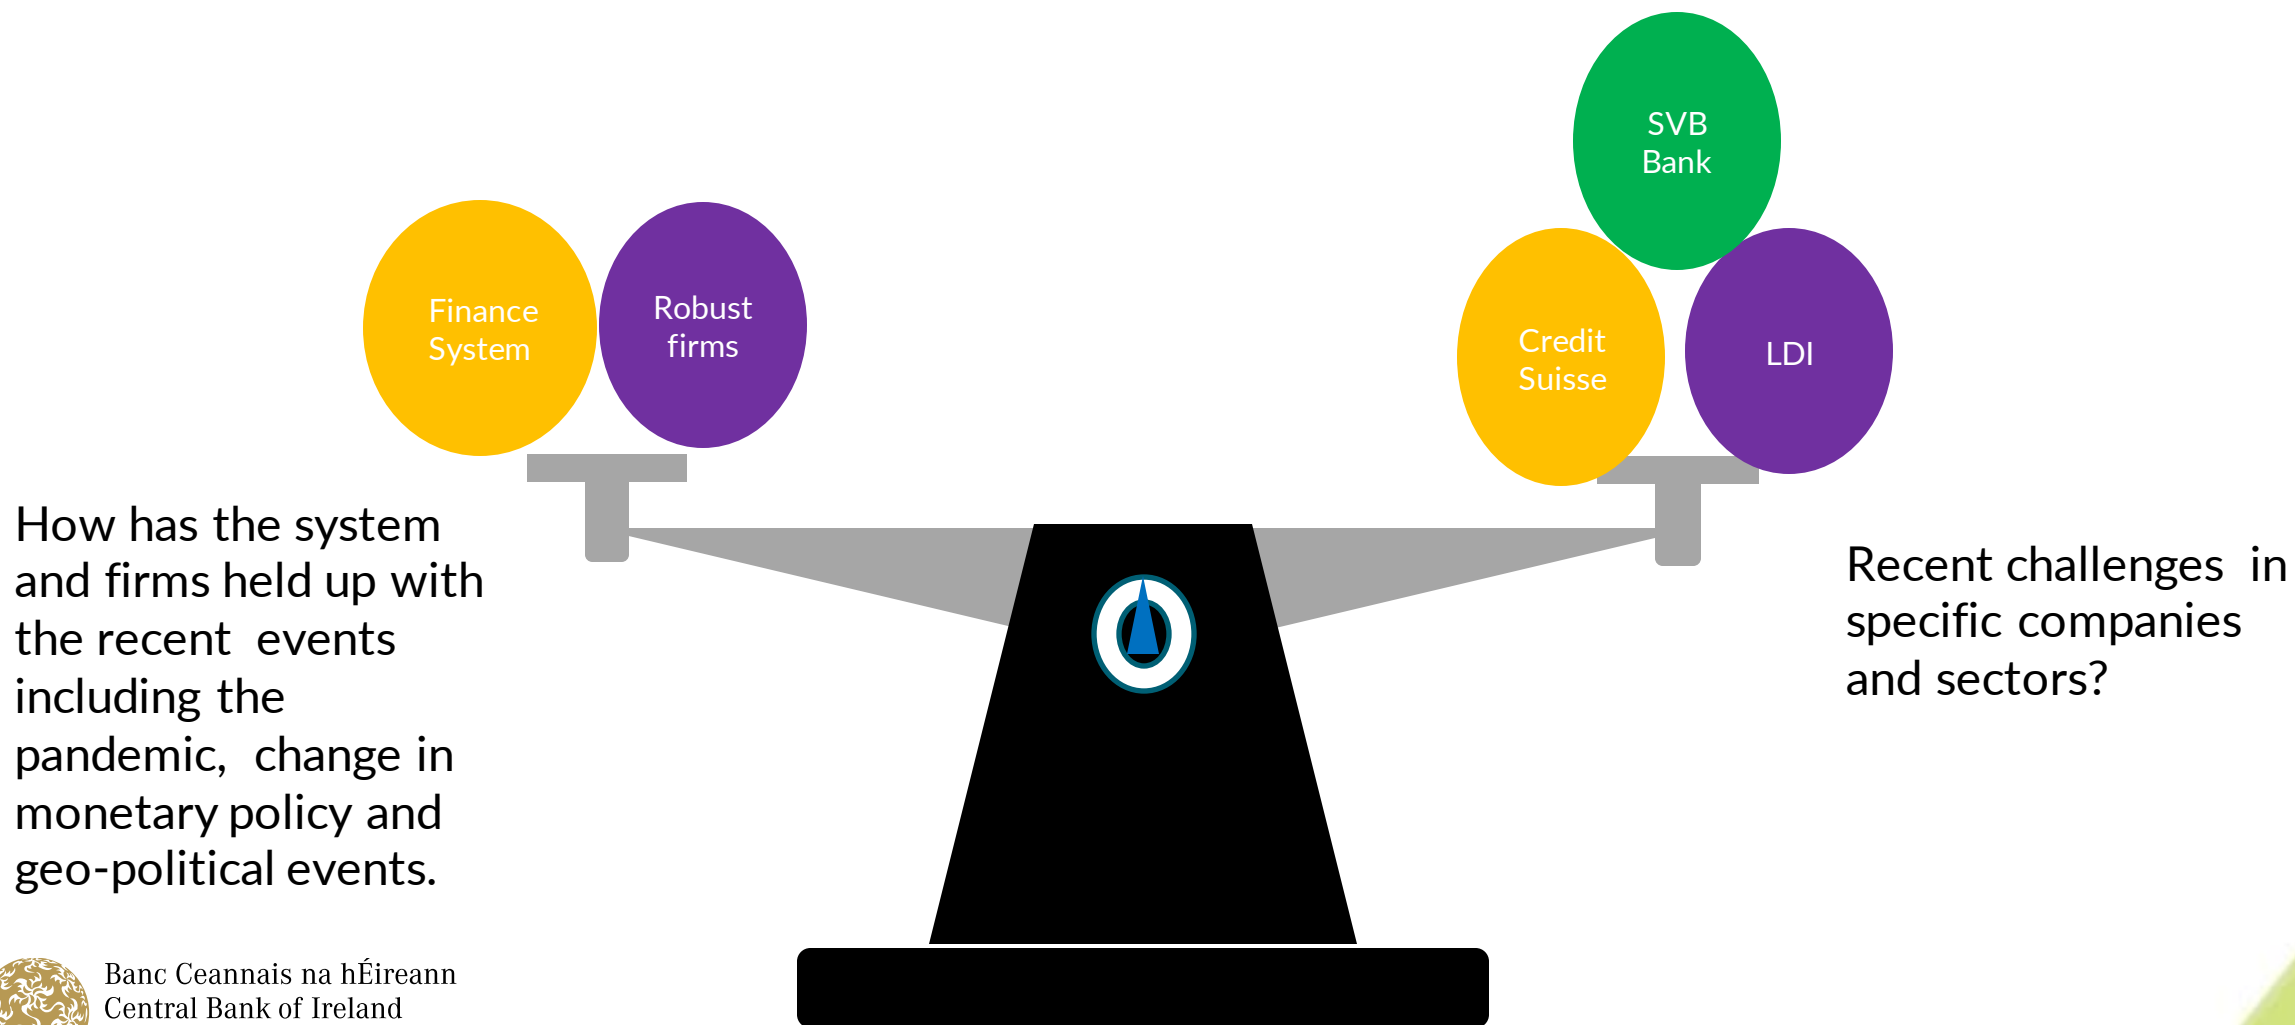 SVB
Bank
Finance
System
Robust
firms
Credit
Suisse
LDI
How has the system
and firms held up with
the recent events
including the
pandemic, change in
monetary policy and
geo-political events.
Recent challenges in
specific companies
and sectors?
Banc Ceannais na hÉireann
Central Bank of Ireland